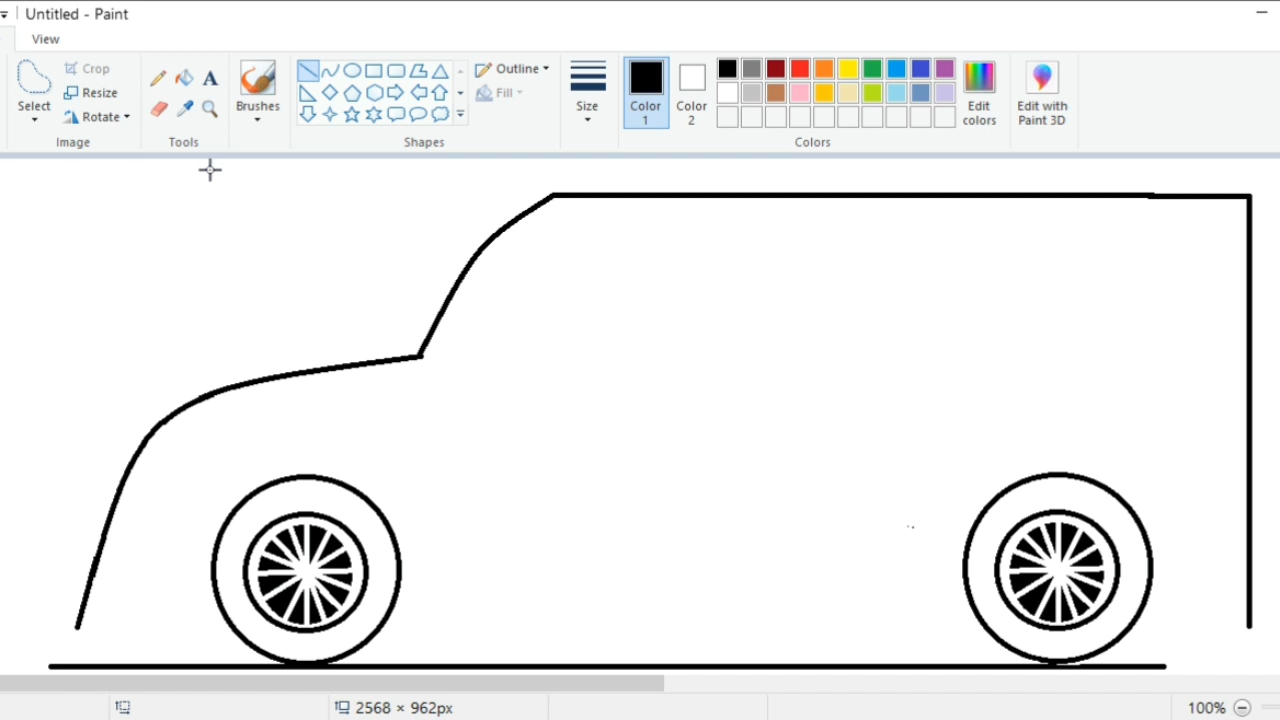 Untitled - Paint
View
Crop
Resize
Rotate
Select
Image
Tools
Brushes
Outline
Fill
Shapes
Size
Color 1
Color 2
Edit colors
Edit with Paint 3D
Colors
2568 × 962px
100%